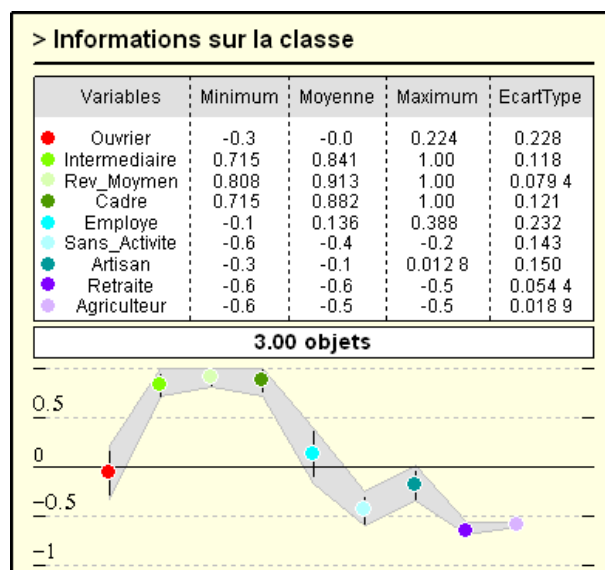 > Informations sur la classe
Variables Minimum Moyenne Maximum EcartType
Ouvrier -0.3 -0.0 0.224 0.228
Intermediaire 0.715 0.841 1.00 0.118
Rev_Moymen 0.808 0.913 1.00 0.079 4
Cadre 0.715 0.882 1.00 0.121
Employe -0.1 0.136 0.388 0.232
Sans_Activite -0.6 -0.4 -0.2 0.143
Artisan -0.3 -0.1 0.012 8 0.150
Retraite -0.6 -0.6 -0.5 0.054 4
Agriculteur -0.6 -0.5 -0.5 0.018 9
3.00 objets
0.5
0
-0.5
-1